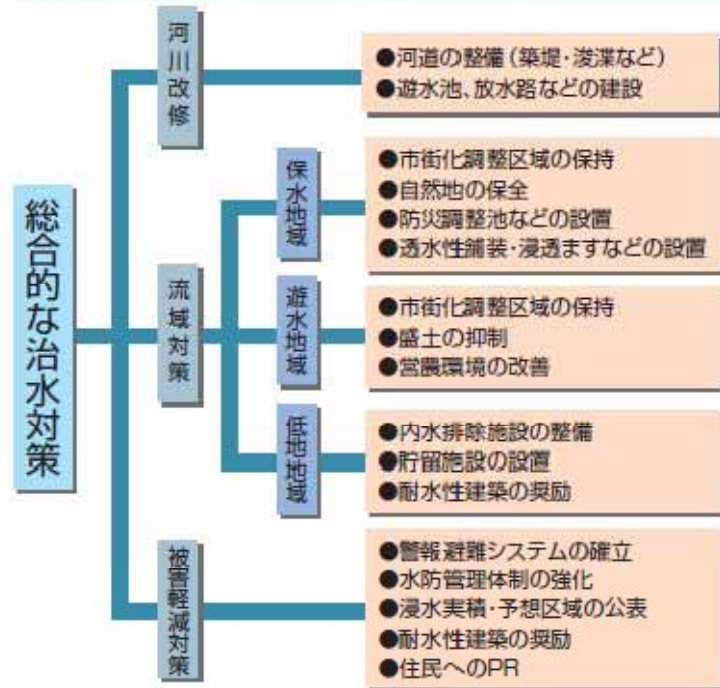 総合的な治水対策
河川改修
●河道の整備（築堤・浚渫など）
●遊水池、放水路などの建設
流域対策
保水地域
●市街化調整区域の保持
●自然地の保全
●防災調整池などの設置
●透水性舗装・浸透ますなどの設置
遊水地域
●市街化調整区域の保持
●盛土の抑制
●営農環境の改善
低地地域
●内水排除施設の整備
●貯留施設の設置
●耐水性建築の奨励
被害軽減対策
●警報避難システムの確立
●水防管理体制の強化
●浸水実積・予想区域の公表
●耐水性建築の奨励
●住民へのPR